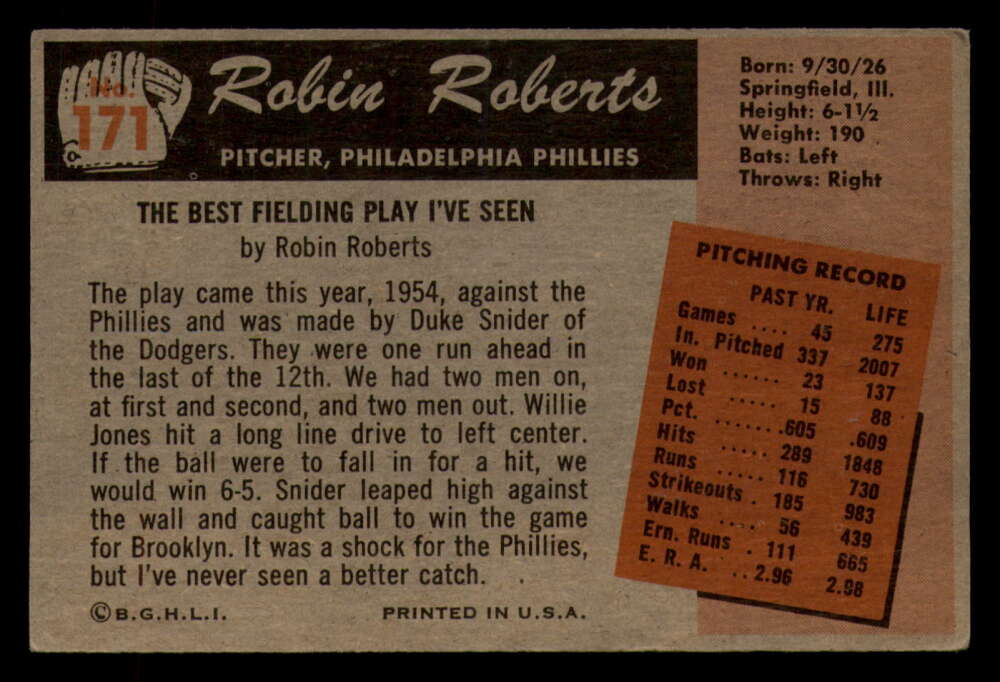 No.
171
Robin Roberts
PITCHER, PHILADELPHIA PHILLIES
Born: 9/30/26
Springfield, Ill.
Height: 6-1½
Weight: 190
Bats: Left
Throws: Right
THE BEST FIELDING PLAY I'VE SEEN
by Robin Roberts
The play came this year, 1954, against the
Phillies and was made by Duke Snider of
the Dodgers. They were one run ahead in
the last of the 12th. We had two men on,
at first and second, and two men out. Willie
Jones hit a long line drive to left center.
If the ball were to fall in for a hit, we
would win 6-5. Snider leaped high against
the wall and caught ball to win the game
for Brooklyn. It was a shock for the Phillies,
but I've never seen a better catch.
©B.G.H.L.I. PRINTED IN U.S.A.
PITCHING RECORD
PAST YR. LIFE
Games .... 45 275
In. Pitched 337 2007
Won ...... 23 137
Lost ..... 15 88
Pct. .......605 .609
Hits ..... 289 1848
Runs ..... 116 730
Strikeouts . 185 983
Walks .... 56 439
Ern. Runs . 111 665
E. R. A. .. 2.96 2.98